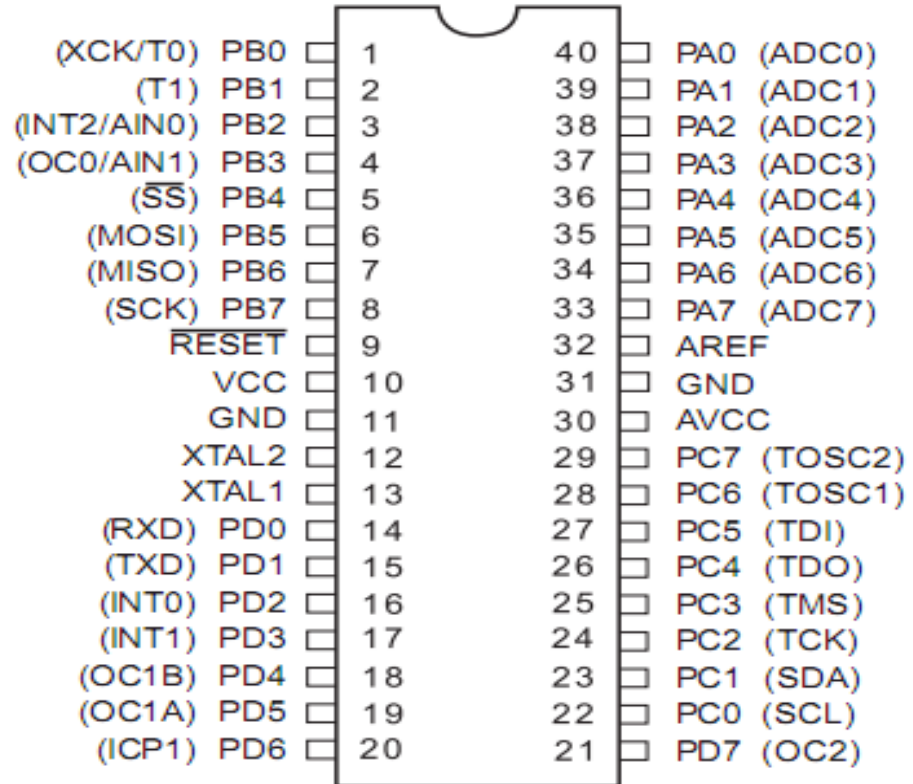 (XCK/T0) PB0 1 40 PA0 (ADC0)
(T1) PB1 2 39 PA1 (ADC1)
(INT2/AIN0) PB2 3 38 PA2 (ADC2)
(OC0/AIN1) PB3 4 37 PA3 (ADC3)
(S̅S̅) PB4 5 36 PA4 (ADC4)
(MOSI) PB5 6 35 PA5 (ADC5)
(MISO) PB6 7 34 PA6 (ADC6)
(SCK) PB7 8 33 PA7 (ADC7)
R̅E̅S̅E̅T̅ 9 32 AREF
VCC 10 31 GND
GND 11 30 AVCC
XTAL2 12 29 PC7 (TOSC2)
XTAL1 13 28 PC6 (TOSC1)
(RXD) PD0 14 27 PC5 (TDI)
(TXD) PD1 15 26 PC4 (TDO)
(INT0) PD2 16 25 PC3 (TMS)
(INT1) PD3 17 24 PC2 (TCK)
(OC1B) PD4 18 23 PC1 (SDA)
(OC1A) PD5 19 22 PC0 (SCL)
(ICP1) PD6 20 21 PD7 (OC2)